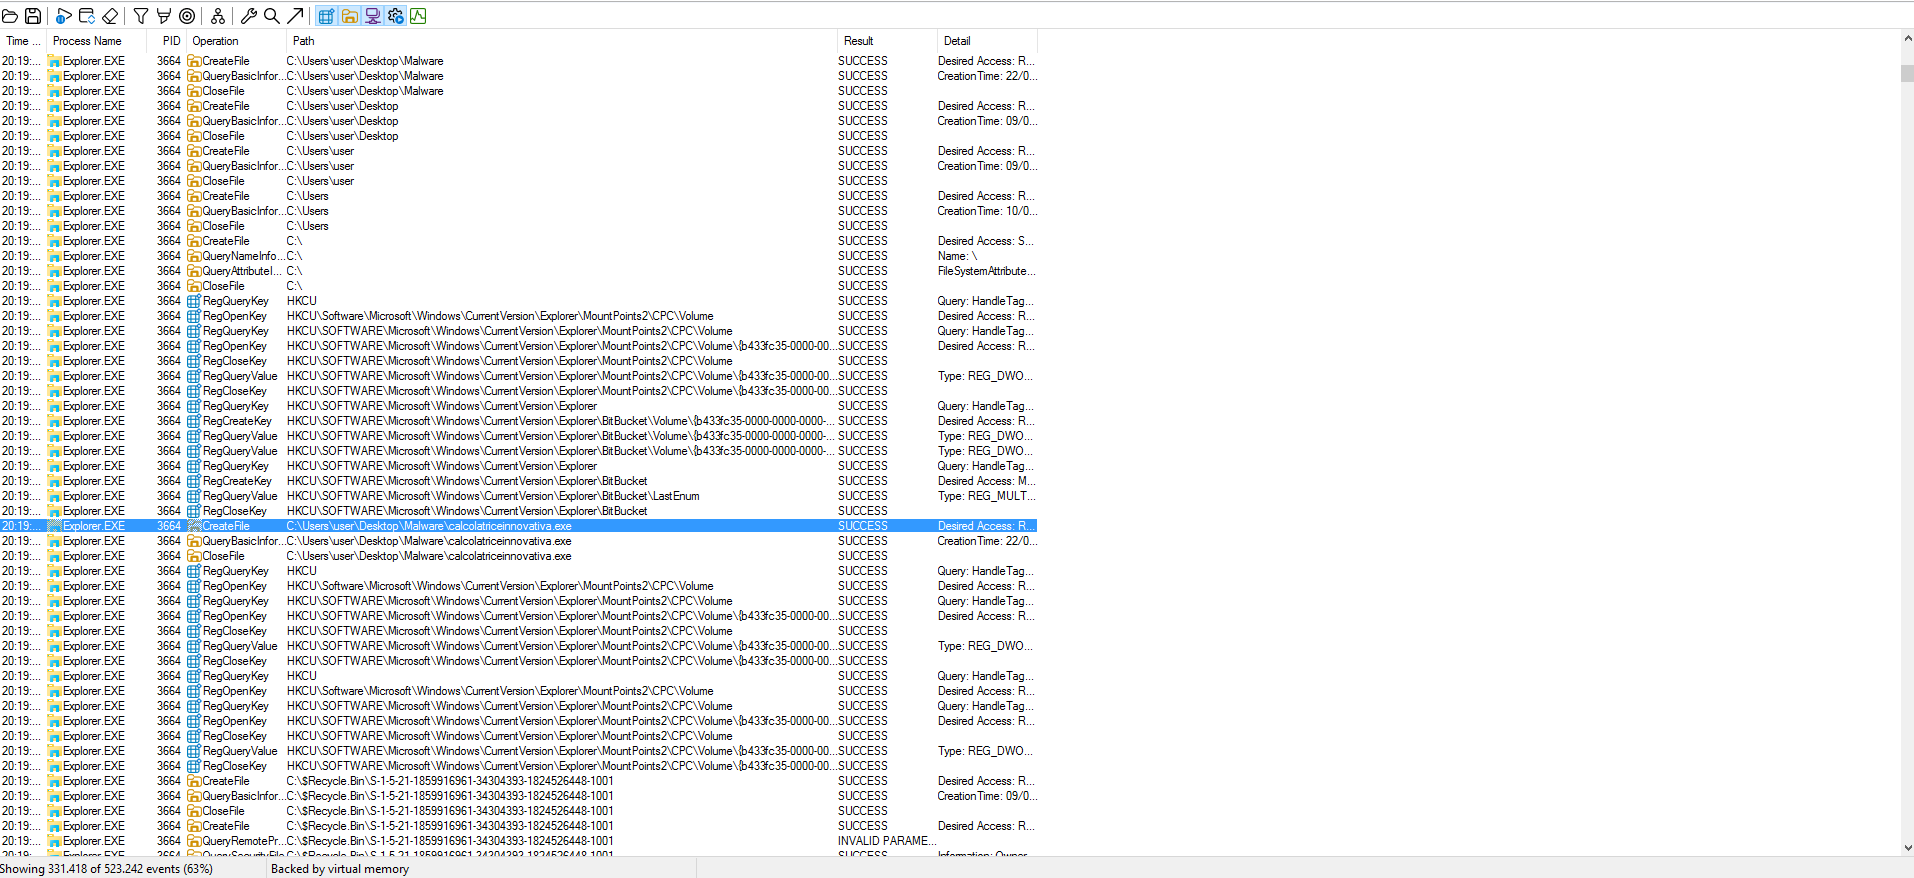 Time ... Process Name PID Operation Path Result Detail
20:19:... Explorer.EXE 3664 CreateFile C:\Users\user\Desktop\Malware SUCCESS Desired Access: R...
20:19:... Explorer.EXE 3664 QueryBasicInfor... C:\Users\user\Desktop\Malware SUCCESS CreationTime: 22/0...
20:19:... Explorer.EXE 3664 CloseFile C:\Users\user\Desktop\Malware SUCCESS
20:19:... Explorer.EXE 3664 CreateFile C:\Users\user\Desktop SUCCESS Desired Access: R...
20:19:... Explorer.EXE 3664 QueryBasicInfor... C:\Users\user\Desktop SUCCESS CreationTime: 09/0...
20:19:... Explorer.EXE 3664 CloseFile C:\Users\user\Desktop SUCCESS
20:19:... Explorer.EXE 3664 CreateFile C:\Users\user SUCCESS Desired Access: R...
20:19:... Explorer.EXE 3664 QueryBasicInfor... C:\Users\user SUCCESS CreationTime: 09/0...
20:19:... Explorer.EXE 3664 CloseFile C:\Users\user SUCCESS
20:19:... Explorer.EXE 3664 CreateFile C:\Users SUCCESS Desired Access: R...
20:19:... Explorer.EXE 3664 QueryBasicInfor... C:\Users SUCCESS CreationTime: 10/0...
20:19:... Explorer.EXE 3664 CloseFile C:\Users SUCCESS
20:19:... Explorer.EXE 3664 CreateFile C:\ SUCCESS Desired Access: S...
20:19:... Explorer.EXE 3664 QueryNameInfo... C:\ SUCCESS Name: \
20:19:... Explorer.EXE 3664 QueryAttributeI... C:\ SUCCESS FileSystemAttribute...
20:19:... Explorer.EXE 3664 CloseFile C:\ SUCCESS
20:19:... Explorer.EXE 3664 RegQueryKey HKCU SUCCESS Query: HandleTag...
20:19:... Explorer.EXE 3664 RegOpenKey HKCU\Software\Microsoft\Windows\CurrentVersion\Explorer\MountPoints2\CPC\Volume SUCCESS Desired Access: R...
20:19:... Explorer.EXE 3664 RegQueryKey HKCU\SOFTWARE\Microsoft\Windows\CurrentVersion\Explorer\MountPoints2\CPC\Volume SUCCESS Query: HandleTag...
20:19:... Explorer.EXE 3664 RegOpenKey HKCU\SOFTWARE\Microsoft\Windows\CurrentVersion\Explorer\MountPoints2\CPC\Volume\{b433fc35-0000-00... SUCCESS Desired Access: R...
20:19:... Explorer.EXE 3664 RegCloseKey HKCU\SOFTWARE\Microsoft\Windows\CurrentVersion\Explorer\MountPoints2\CPC\Volume SUCCESS
20:19:... Explorer.EXE 3664 RegQueryValue HKCU\SOFTWARE\Microsoft\Windows\CurrentVersion\Explorer\MountPoints2\CPC\Volume\{b433fc35-0000-00... SUCCESS Type: REG_DWO...
20:19:... Explorer.EXE 3664 RegCloseKey HKCU\SOFTWARE\Microsoft\Windows\CurrentVersion\Explorer\MountPoints2\CPC\Volume\{b433fc35-0000-00... SUCCESS
20:19:... Explorer.EXE 3664 RegQueryKey HKCU\SOFTWARE\Microsoft\Windows\CurrentVersion\Explorer SUCCESS Query: HandleTag...
20:19:... Explorer.EXE 3664 RegCreateKey HKCU\SOFTWARE\Microsoft\Windows\CurrentVersion\Explorer\BitBucket\Volume\{b433fc35-0000-0000-0000-... SUCCESS Desired Access: R...
20:19:... Explorer.EXE 3664 RegQueryValue HKCU\SOFTWARE\Microsoft\Windows\CurrentVersion\Explorer\BitBucket\Volume\{b433fc35-0000-0000-0000-... SUCCESS Type: REG_DWO...
20:19:... Explorer.EXE 3664 RegQueryValue HKCU\SOFTWARE\Microsoft\Windows\CurrentVersion\Explorer\BitBucket\Volume\{b433fc35-0000-0000-0000-... SUCCESS Type: REG_DWO...
20:19:... Explorer.EXE 3664 RegQueryKey HKCU\SOFTWARE\Microsoft\Windows\CurrentVersion\Explorer SUCCESS Query: HandleTag...
20:19:... Explorer.EXE 3664 RegCreateKey HKCU\SOFTWARE\Microsoft\Windows\CurrentVersion\Explorer\BitBucket SUCCESS Desired Access: M...
20:19:... Explorer.EXE 3664 RegQueryValue HKCU\SOFTWARE\Microsoft\Windows\CurrentVersion\Explorer\BitBucket\LastEnum SUCCESS Type: REG_MULT...
20:19:... Explorer.EXE 3664 RegCloseKey HKCU\SOFTWARE\Microsoft\Windows\CurrentVersion\Explorer\BitBucket SUCCESS
20:19:... Explorer.EXE 3664 CreateFile C:\Users\user\Desktop\Malware\calcolatriceinnovativa.exe SUCCESS Desired Access: R...
20:19:... Explorer.EXE 3664 QueryBasicInfor... C:\Users\user\Desktop\Malware\calcolatriceinnovativa.exe SUCCESS CreationTime: 22/0...
20:19:... Explorer.EXE 3664 CloseFile C:\Users\user\Desktop\Malware\calcolatriceinnovativa.exe SUCCESS
20:19:... Explorer.EXE 3664 RegQueryKey HKCU SUCCESS Query: HandleTag...
20:19:... Explorer.EXE 3664 RegOpenKey HKCU\Software\Microsoft\Windows\CurrentVersion\Explorer\MountPoints2\CPC\Volume SUCCESS Desired Access: R...
20:19:... Explorer.EXE 3664 RegQueryKey HKCU\SOFTWARE\Microsoft\Windows\CurrentVersion\Explorer\MountPoints2\CPC\Volume SUCCESS Query: HandleTag...
20:19:... Explorer.EXE 3664 RegOpenKey HKCU\SOFTWARE\Microsoft\Windows\CurrentVersion\Explorer\MountPoints2\CPC\Volume\{b433fc35-0000-00... SUCCESS Desired Access: R...
20:19:... Explorer.EXE 3664 RegCloseKey HKCU\SOFTWARE\Microsoft\Windows\CurrentVersion\Explorer\MountPoints2\CPC\Volume SUCCESS
20:19:... Explorer.EXE 3664 RegQueryValue HKCU\SOFTWARE\Microsoft\Windows\CurrentVersion\Explorer\MountPoints2\CPC\Volume\{b433fc35-0000-00... SUCCESS Type: REG_DWO...
20:19:... Explorer.EXE 3664 RegCloseKey HKCU\SOFTWARE\Microsoft\Windows\CurrentVersion\Explorer\MountPoints2\CPC\Volume\{b433fc35-0000-00... SUCCESS
20:19:... Explorer.EXE 3664 RegQueryKey HKCU SUCCESS Query: HandleTag...
20:19:... Explorer.EXE 3664 RegOpenKey HKCU\Software\Microsoft\Windows\CurrentVersion\Explorer\MountPoints2\CPC\Volume SUCCESS Desired Access: R...
20:19:... Explorer.EXE 3664 RegQueryKey HKCU\SOFTWARE\Microsoft\Windows\CurrentVersion\Explorer\MountPoints2\CPC\Volume SUCCESS Query: HandleTag...
20:19:... Explorer.EXE 3664 RegOpenKey HKCU\SOFTWARE\Microsoft\Windows\CurrentVersion\Explorer\MountPoints2\CPC\Volume\{b433fc35-0000-00... SUCCESS Desired Access: R...
20:19:... Explorer.EXE 3664 RegCloseKey HKCU\SOFTWARE\Microsoft\Windows\CurrentVersion\Explorer\MountPoints2\CPC\Volume SUCCESS
20:19:... Explorer.EXE 3664 RegQueryValue HKCU\SOFTWARE\Microsoft\Windows\CurrentVersion\Explorer\MountPoints2\CPC\Volume\{b433fc35-0000-00... SUCCESS Type: REG_DWO...
20:19:... Explorer.EXE 3664 RegCloseKey HKCU\SOFTWARE\Microsoft\Windows\CurrentVersion\Explorer\MountPoints2\CPC\Volume\{b433fc35-0000-00... SUCCESS
20:19:... Explorer.EXE 3664 CreateFile C:\$Recycle.Bin\S-1-5-21-1859916961-34304393-1824526448-1001 SUCCESS Desired Access: R...
20:19:... Explorer.EXE 3664 QueryBasicInfor... C:\$Recycle.Bin\S-1-5-21-1859916961-34304393-1824526448-1001 SUCCESS CreationTime: 09/0...
20:19:... Explorer.EXE 3664 CloseFile C:\$Recycle.Bin\S-1-5-21-1859916961-34304393-1824526448-1001 SUCCESS
20:19:... Explorer.EXE 3664 CreateFile C:\$Recycle.Bin\S-1-5-21-1859916961-34304393-1824526448-1001 SUCCESS Desired Access: R...
20:19:... Explorer.EXE 3664 QueryRemotePr... C:\$Recycle.Bin\S-1-5-21-1859916961-34304393-1824526448-1001 INVALID PARAME...
20:19:... Explorer.EXE 3664 QuerySecurityFile C:\$Recycle.Bin\S-1-5-21-1859916961-34304393-1824526448-1001 SUCCESS Information: Owner
Showing 331.418 of 523.242 events (63%) Backed by virtual memory